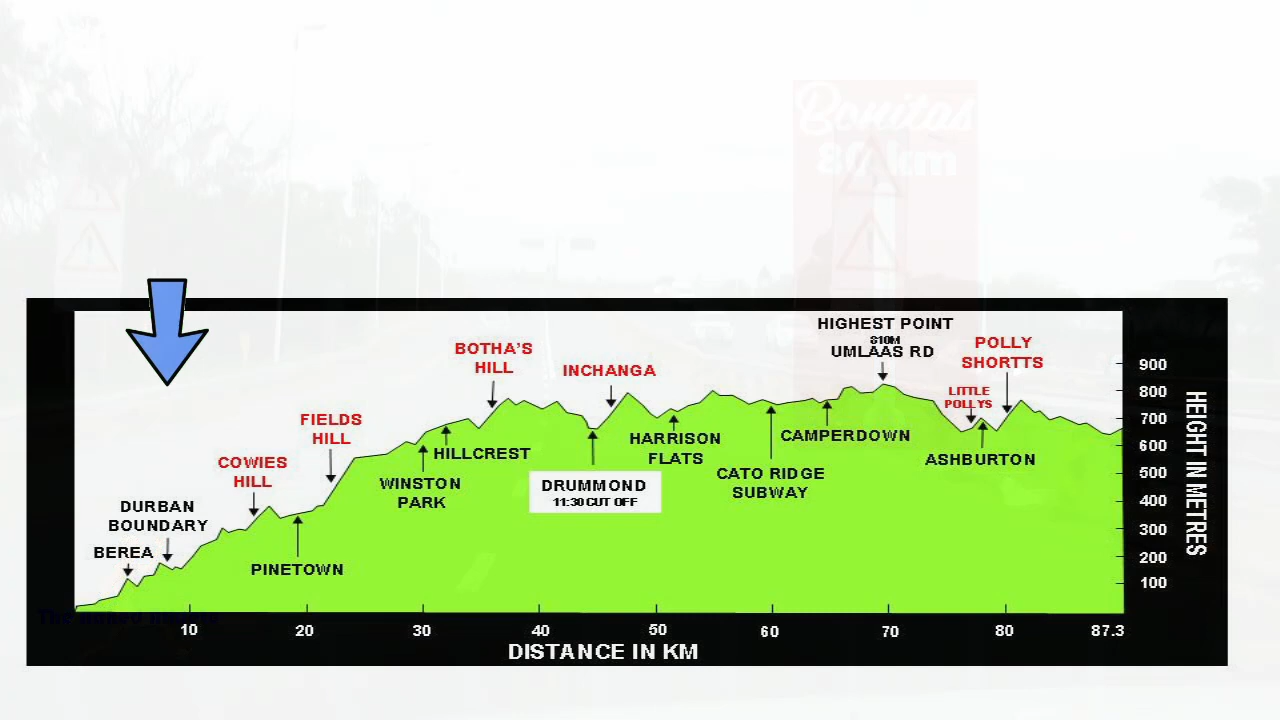 Bonitas
80 km
HIGHEST POINT
810M
UMLAAS RD
POLLY
SHORTTS
BOTHA'S
HILL
INCHANGA
LITTLE
POLLYS
FIELDS
HILL
COWIES
HILL
HILLCREST
HARRISON
FLATS
CAMPERDOWN
ASHBURTON
WINSTON
PARK
CATO RIDGE
SUBWAY
DRUMMOND
11:30 CUT OFF
DURBAN
BOUNDARY
BEREA
PINETOWN
900
800
700
600
500
400
300
200
100
HEIGHT IN METRES
10
20
30
40
50
60
70
80
87.3
DISTANCE IN KM